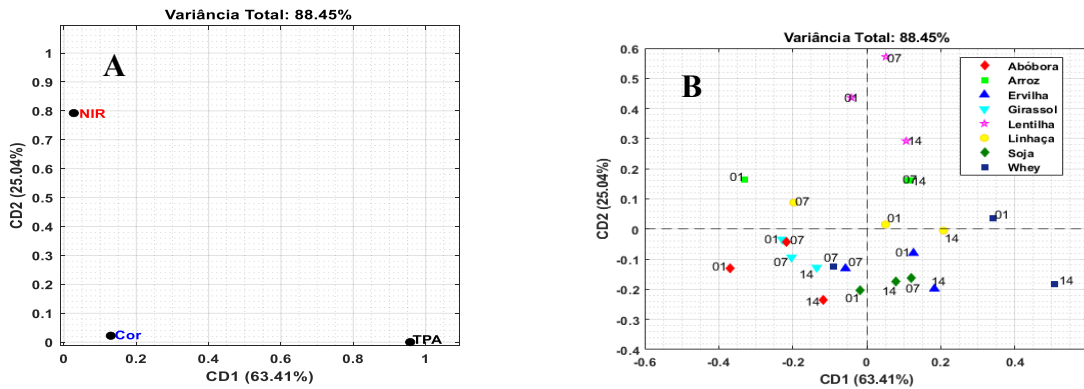 Variância Total: 88.45%
A
1
0.9
0.8
0.7
0.6
0.5
0.4
0.3
0.2
0.1
0
NIR
Cor
TPA
0 0.2 0.4 0.6 0.8 1
CD2 (25.04%)
CD1 (63.41%)
Variância Total: 88.45%
B
0.6
0.5
0.4
0.3
0.2
0.1
0
-0.1
-0.2
-0.3
-0.4
-0.6 -0.4 -0.2 0 0.2 0.4
CD2 (25.04%)
CD1 (63.41%)
Abóbora
Arroz
Ervilha
Girassol
Lentilha
Linhaça
Soja
Whey
07
01
14
01
07
14
07
01
01
14
01
07
01
07
14
14
07
07
01
14
01
14
07
14